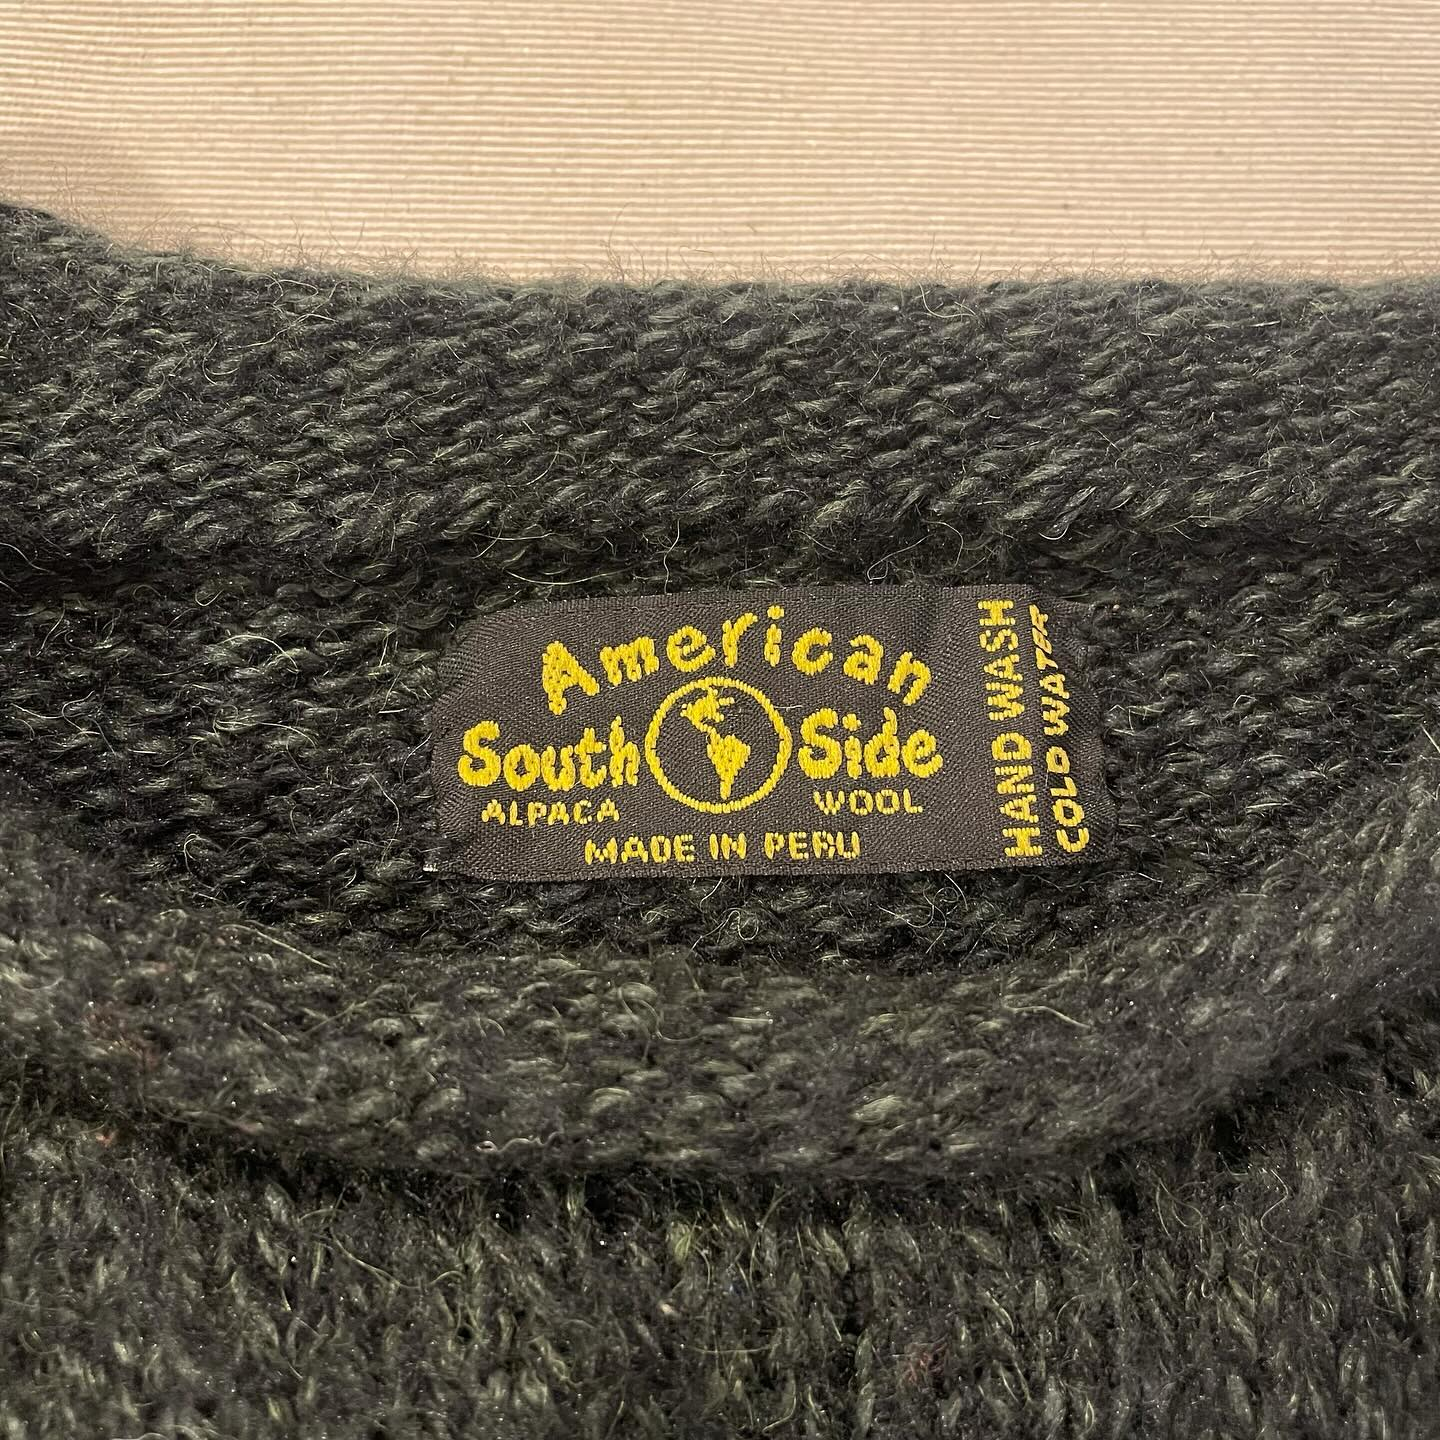 American
South Side
ALPACA WOOL
MADE IN PERU
HAND WASH
COLD WATER